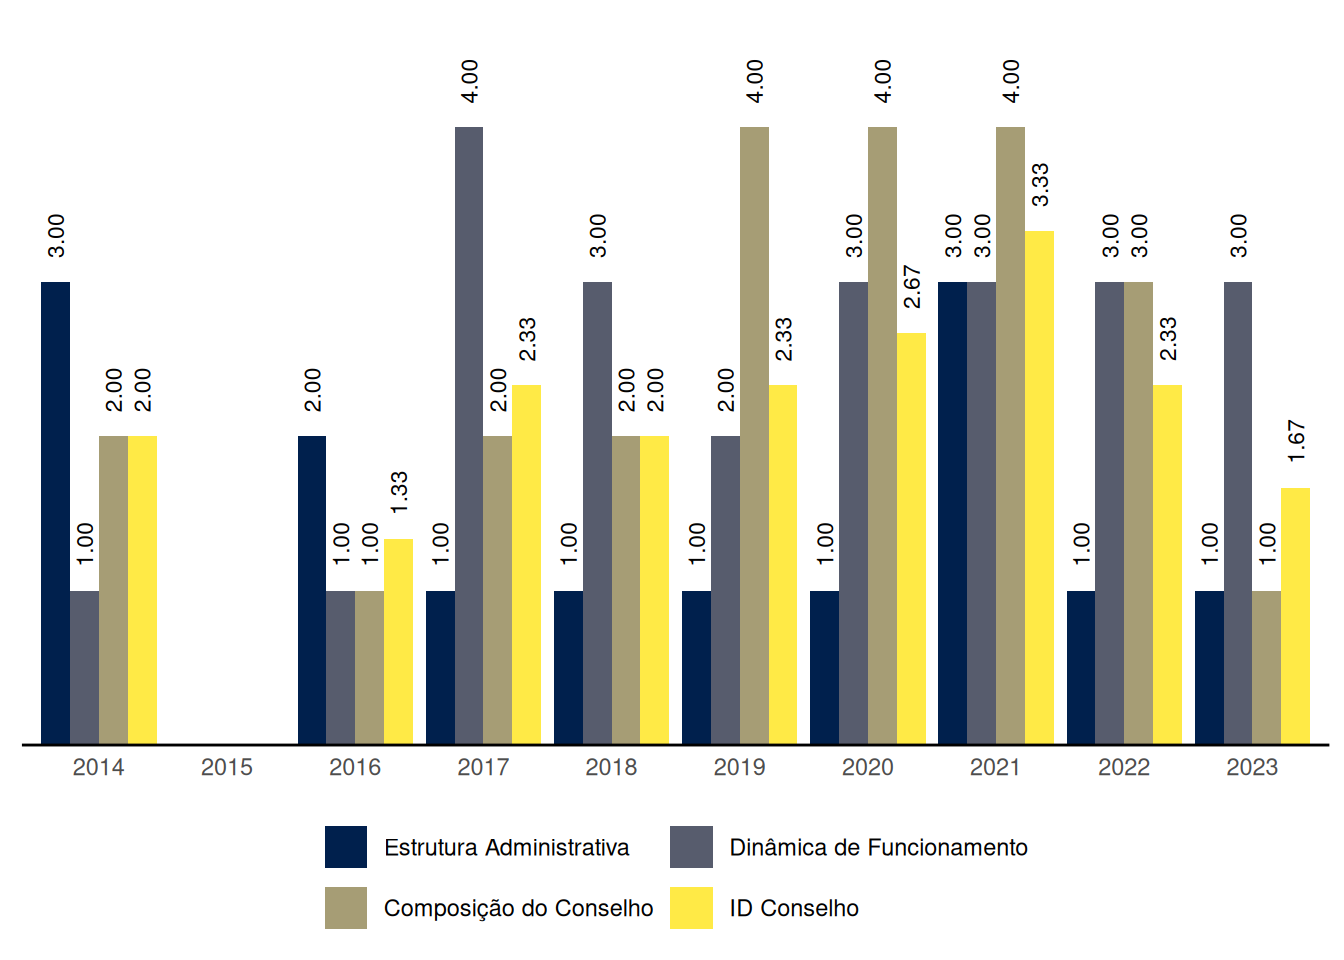 4.00 4.00 4.00 4.00
3.33
3.00 3.00 3.00 3.00 3.00 3.00 3.00 3.00
2.67
2.33 2.33 2.33
2.00 2.00 2.00 2.00 2.00 2.00 2.00
1.67
1.33
1.00 1.00 1.00 1.00 1.00 1.00 1.00 1.00 1.00 1.00
2014 2015 2016 2017 2018 2019 2020 2021 2022 2023
Estrutura Administrativa Dinâmica de Funcionamento
Composição do Conselho ID Conselho